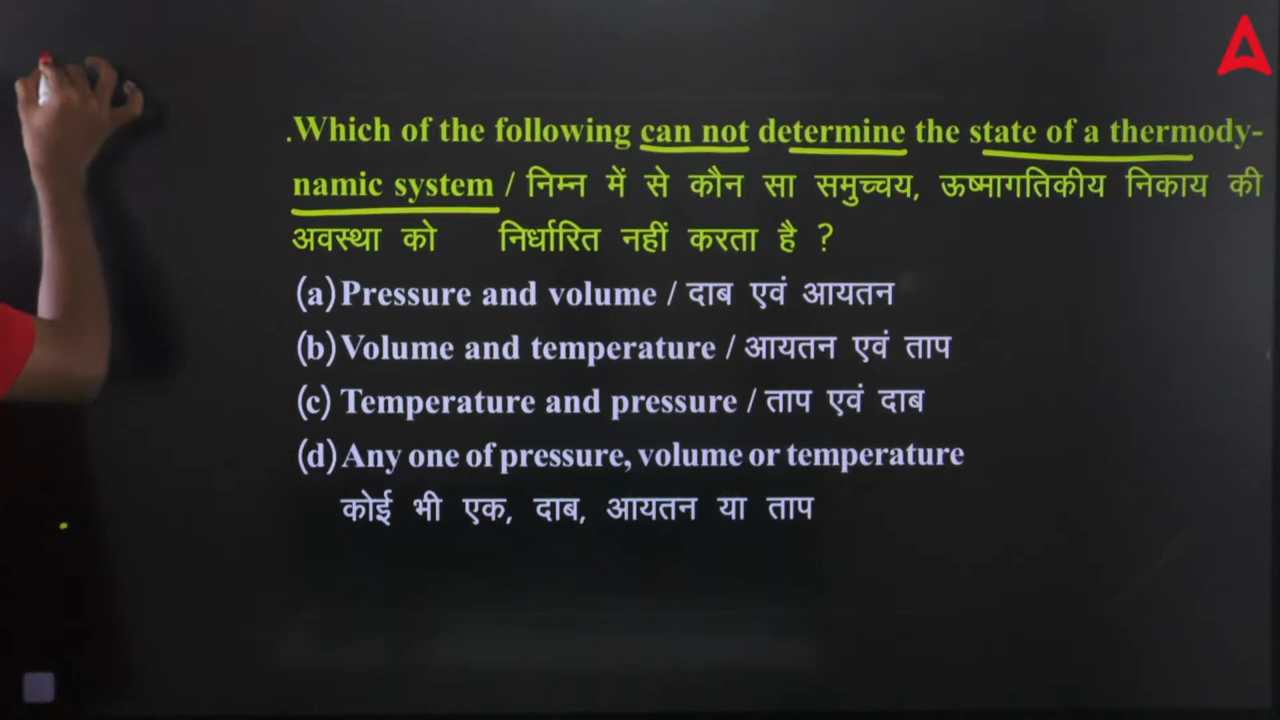 .Which of the following can not determine the state of a thermody-
namic system / निम्न में से कौन सा समुच्चय, ऊष्मागतिकीय निकाय की
अवस्था को निर्धारित नहीं करता है ?
(a) Pressure and volume / दाब एवं आयतन
(b) Volume and temperature / आयतन एवं ताप
(c) Temperature and pressure / ताप एवं दाब
(d) Any one of pressure, volume or temperature
कोई भी एक, दाब, आयतन या ताप